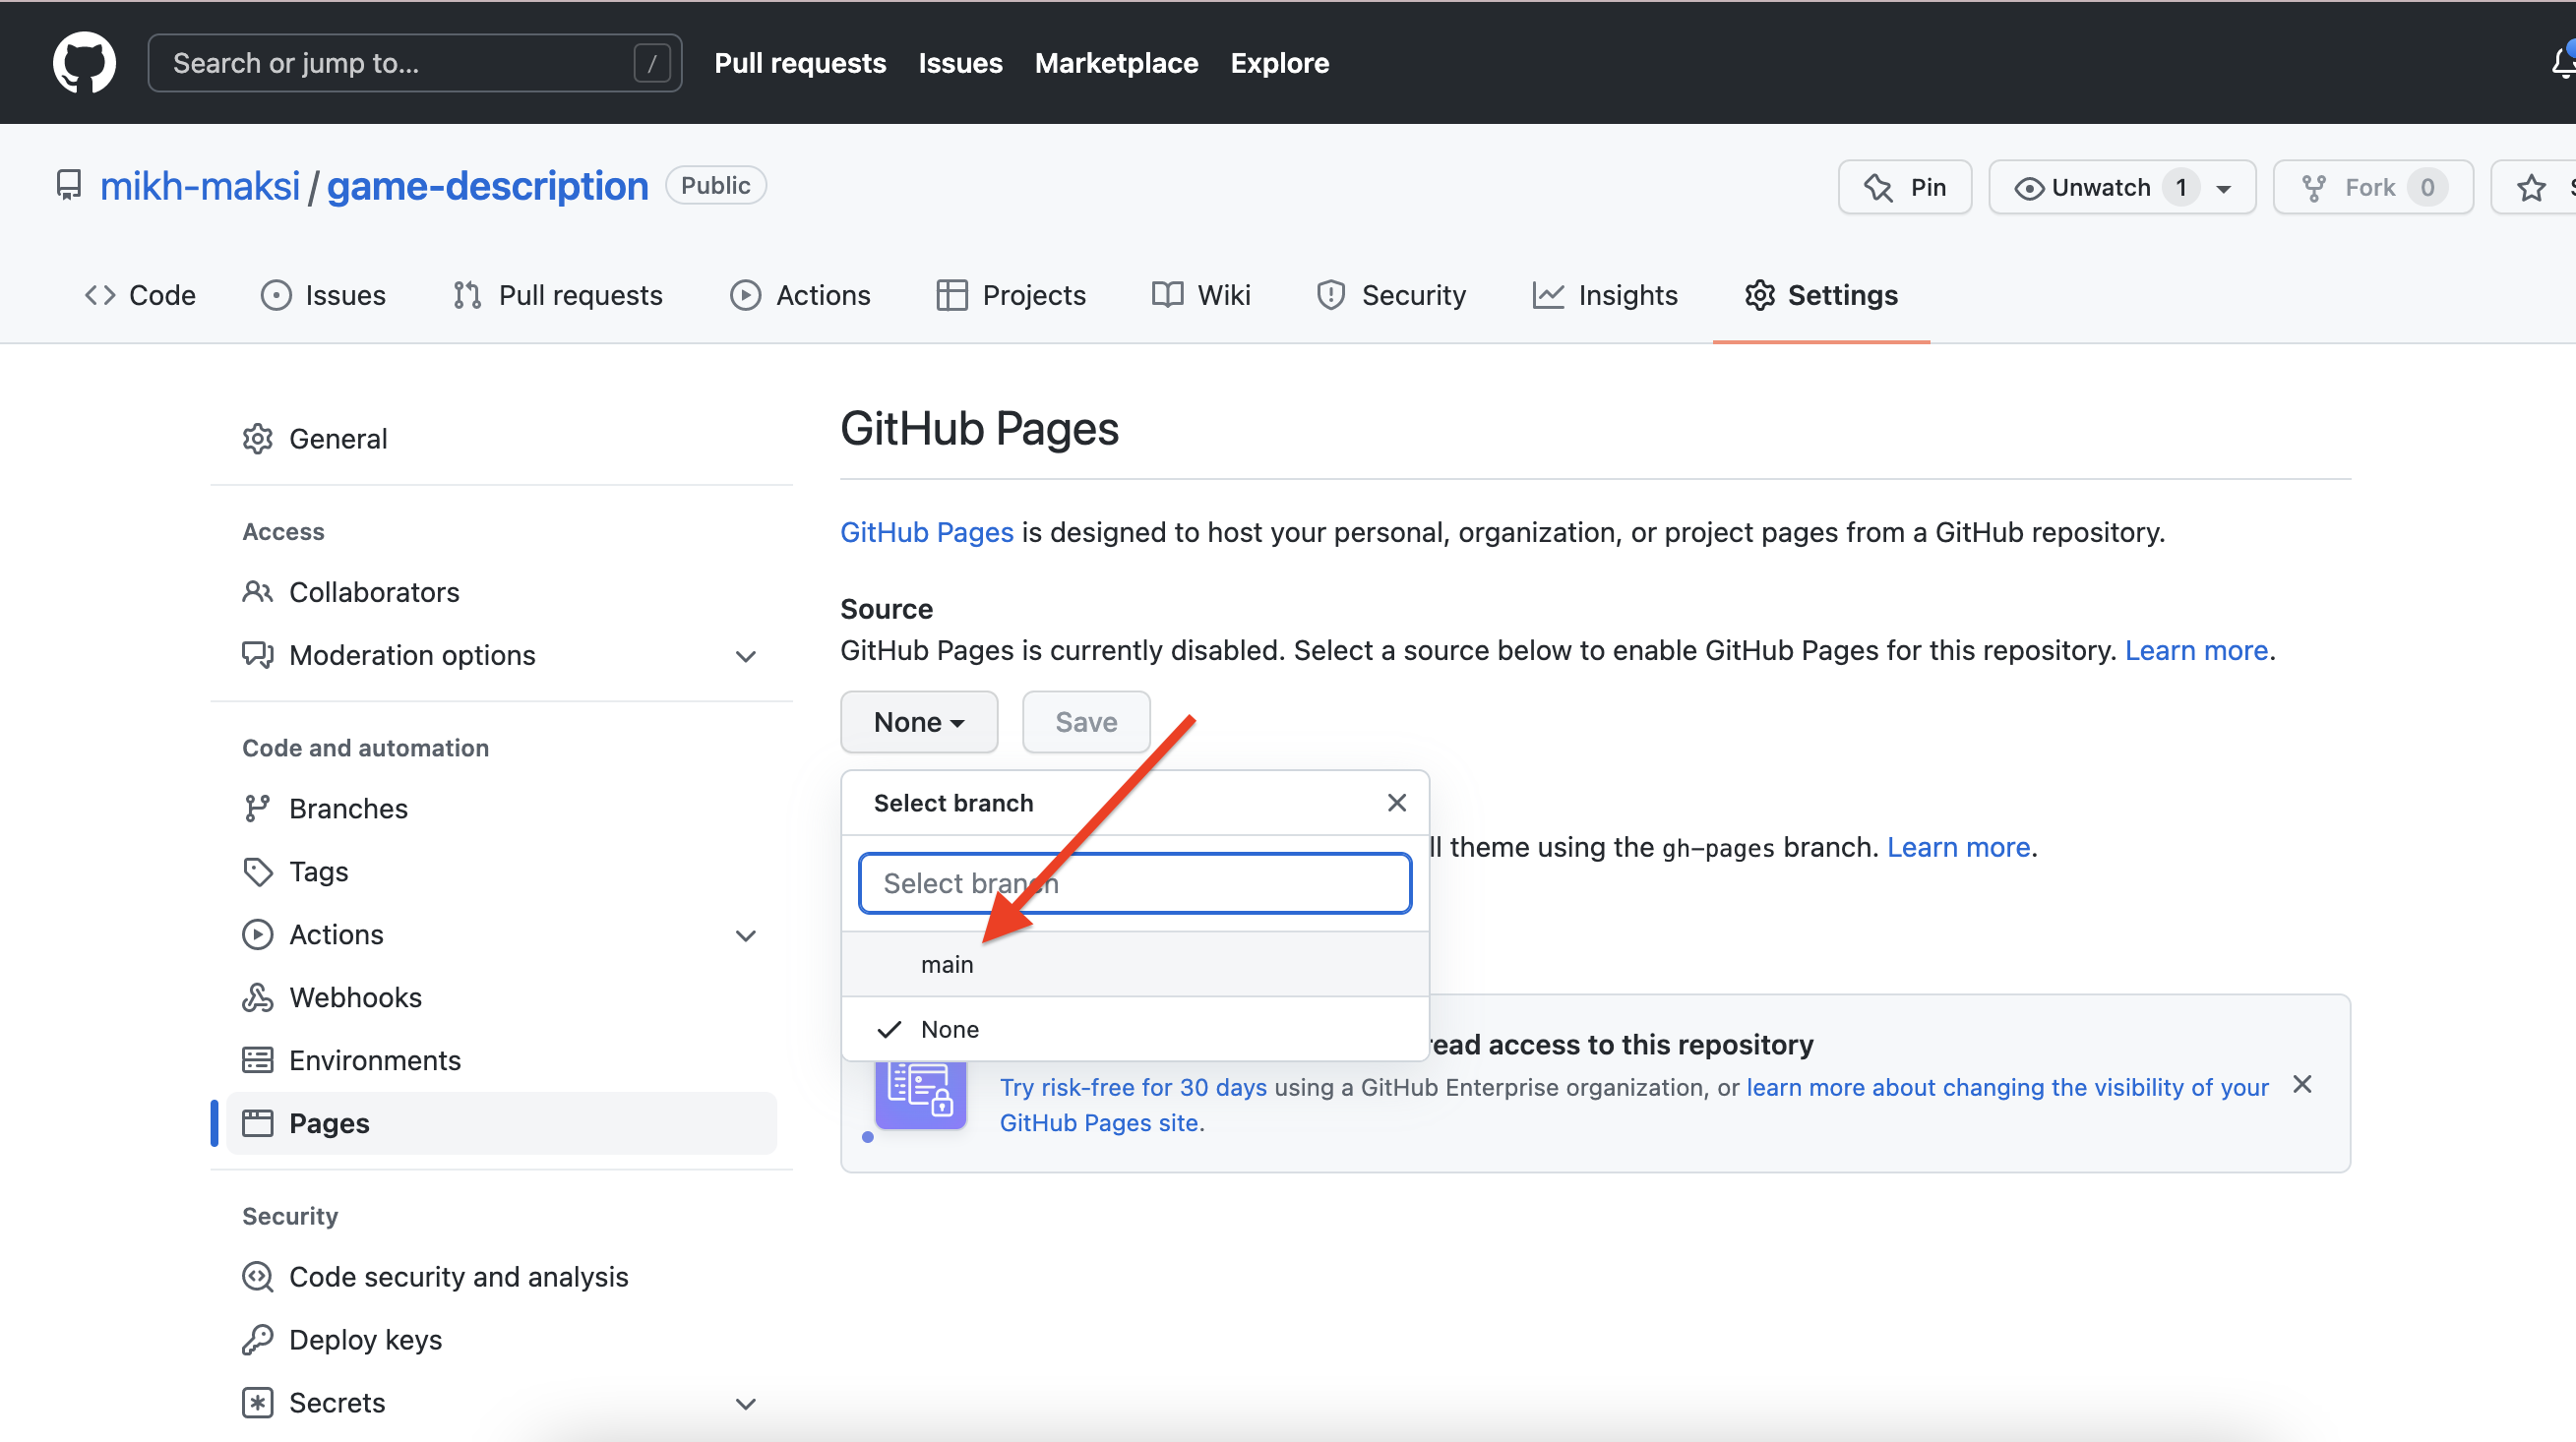 Search or jump to... /
Pull requests Issues Marketplace Explore
mikh-maksi / game-description Public
Pin Unwatch 1 Fork 0
Code Issues Pull requests Actions Projects Wiki Security Insights Settings
General
Access
Collaborators
Moderation options
Code and automation
Branches
Tags
Actions
Webhooks
Environments
Pages
Security
Code security and analysis
Deploy keys
Secrets
GitHub Pages
GitHub Pages is designed to host your personal, organization, or project pages from a GitHub repository.
Source
GitHub Pages is currently disabled. Select a source below to enable GitHub Pages for this repository. Learn more.
None Save
Select branch
Select branch
main
None
theme using the gh-pages branch. Learn more.
access to this repository
Try risk-free for 30 days using a GitHub Enterprise organization, or learn more about changing the visibility of your
GitHub Pages site.